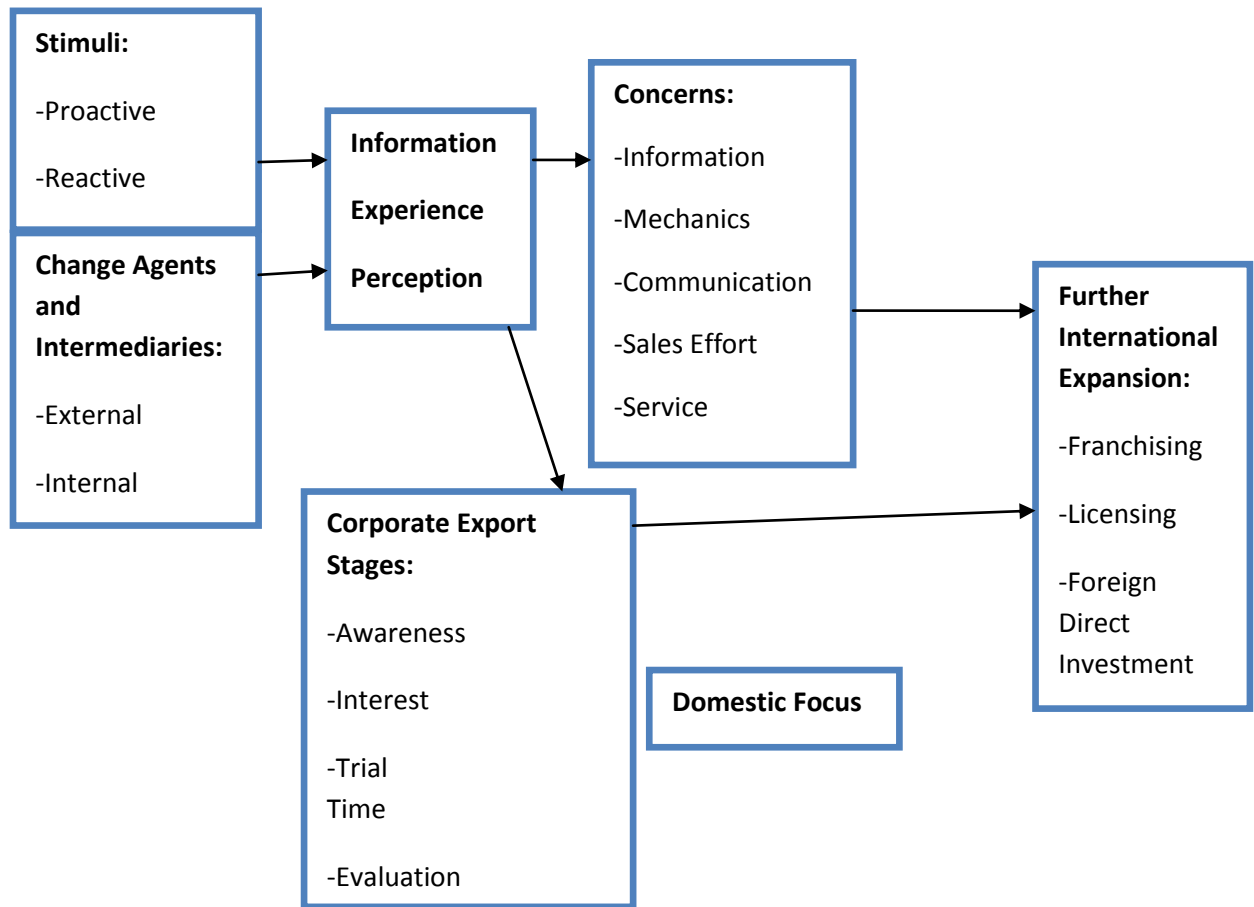 Stimuli:
-Proactive
-Reactive
Change Agents
and
Intermediaries:
-External
-Internal
Information
Experience
Perception
Concerns:
-Information
-Mechanics
-Communication
-Sales Effort
-Service
Corporate Export
Stages:
-Awareness
-Interest
-Trial
Time
-Evaluation
Domestic Focus
Further
International
Expansion:
-Franchising
-Licensing
-Foreign
Direct
Investment